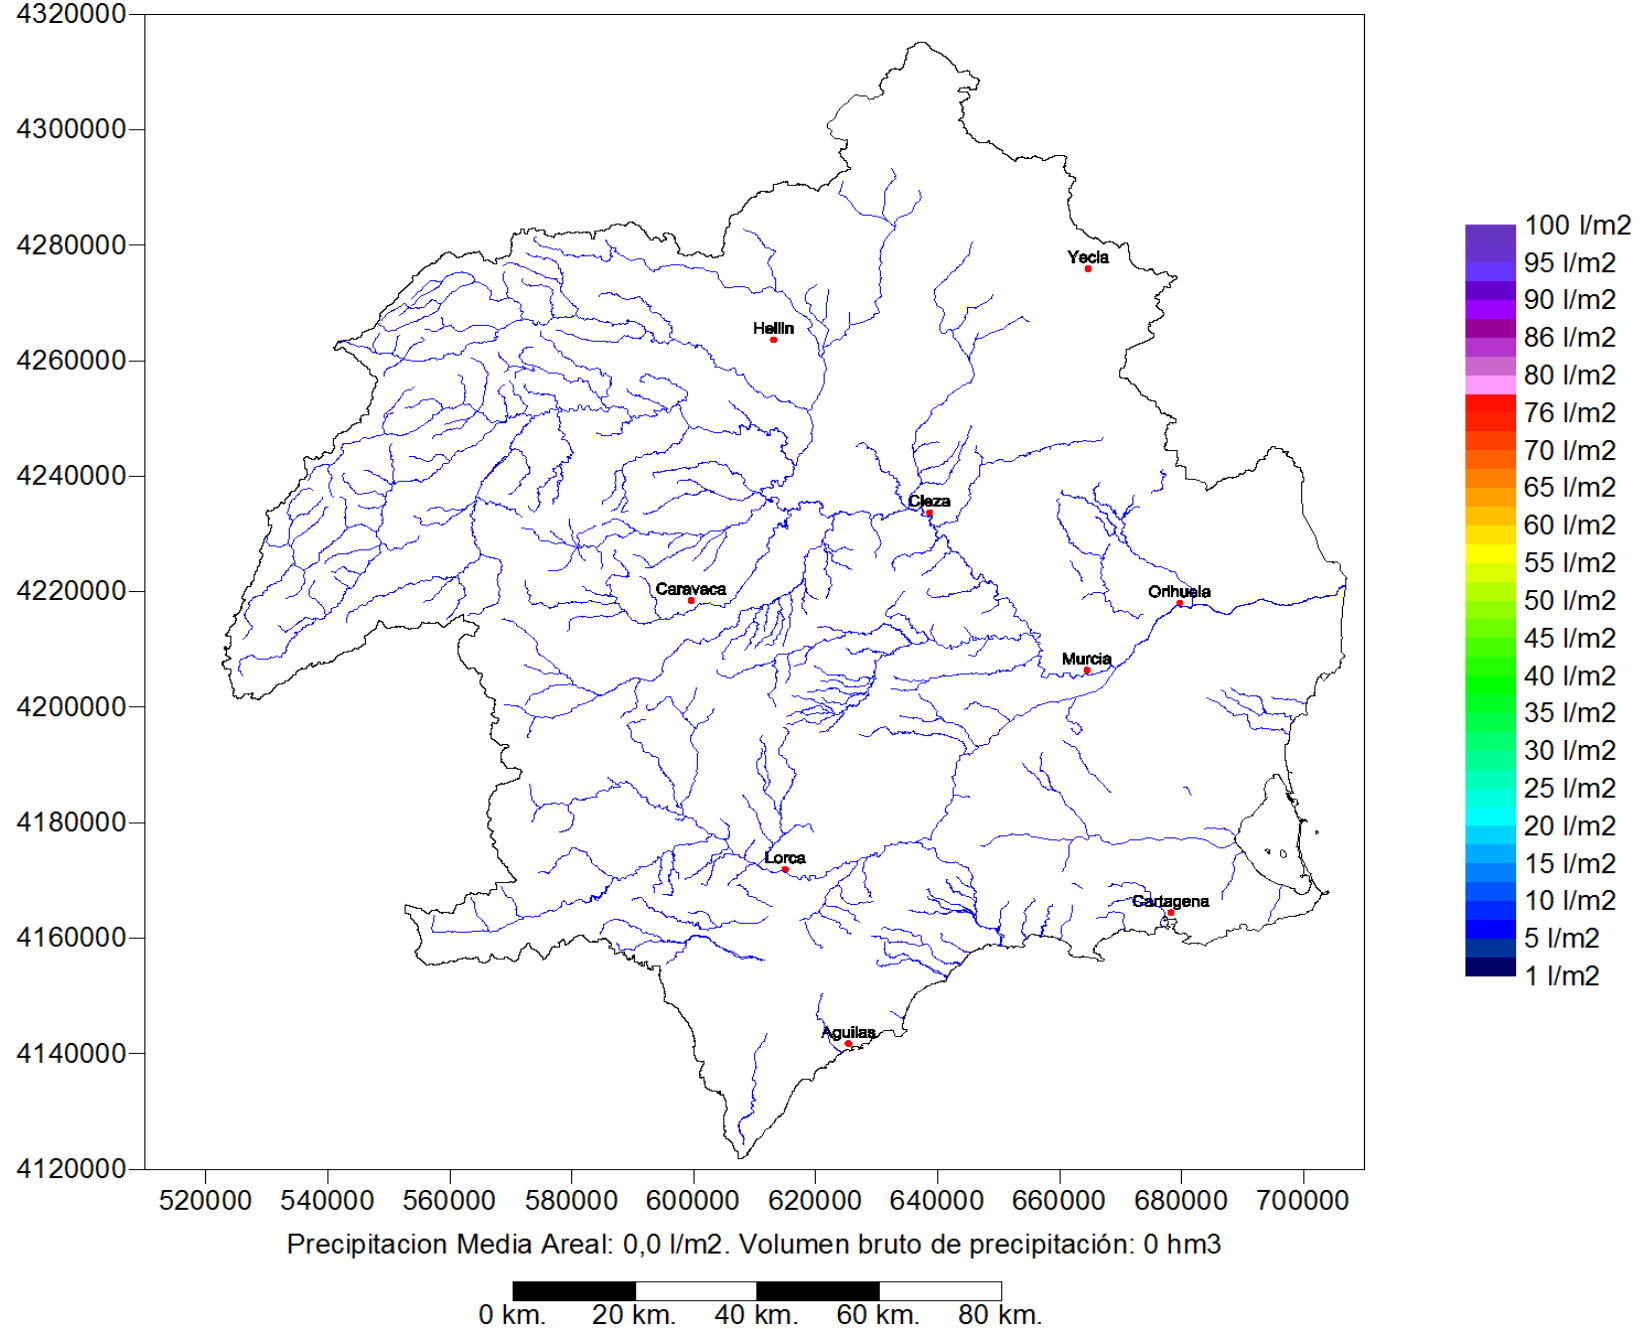 4320000
4300000
4280000
4260000
4240000
4220000
4200000
4180000
4160000
4140000
4120000
520000 540000 560000 580000 600000 620000 640000 660000 680000 700000
Yecla
Hellin
Cieza
Caravaca
Orihuela
Murcia
Lorca
Cartagena
Aguilas
100 l/m2
95 l/m2
90 l/m2
86 l/m2
80 l/m2
76 l/m2
70 l/m2
65 l/m2
60 l/m2
55 l/m2
50 l/m2
45 l/m2
40 l/m2
35 l/m2
30 l/m2
25 l/m2
20 l/m2
15 l/m2
10 l/m2
5 l/m2
1 l/m2
Precipitacion Media Areal: 0,0 l/m2. Volumen bruto de precipitación: 0 hm3
0 km. 20 km. 40 km. 60 km. 80 km.